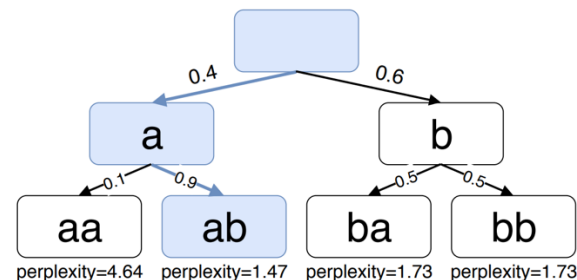 0.4 0.6
a b
0.1 0.9 0.5 0.5
aa ab ba bb
perplexity=4.64 perplexity=1.47 perplexity=1.73 perplexity=1.73